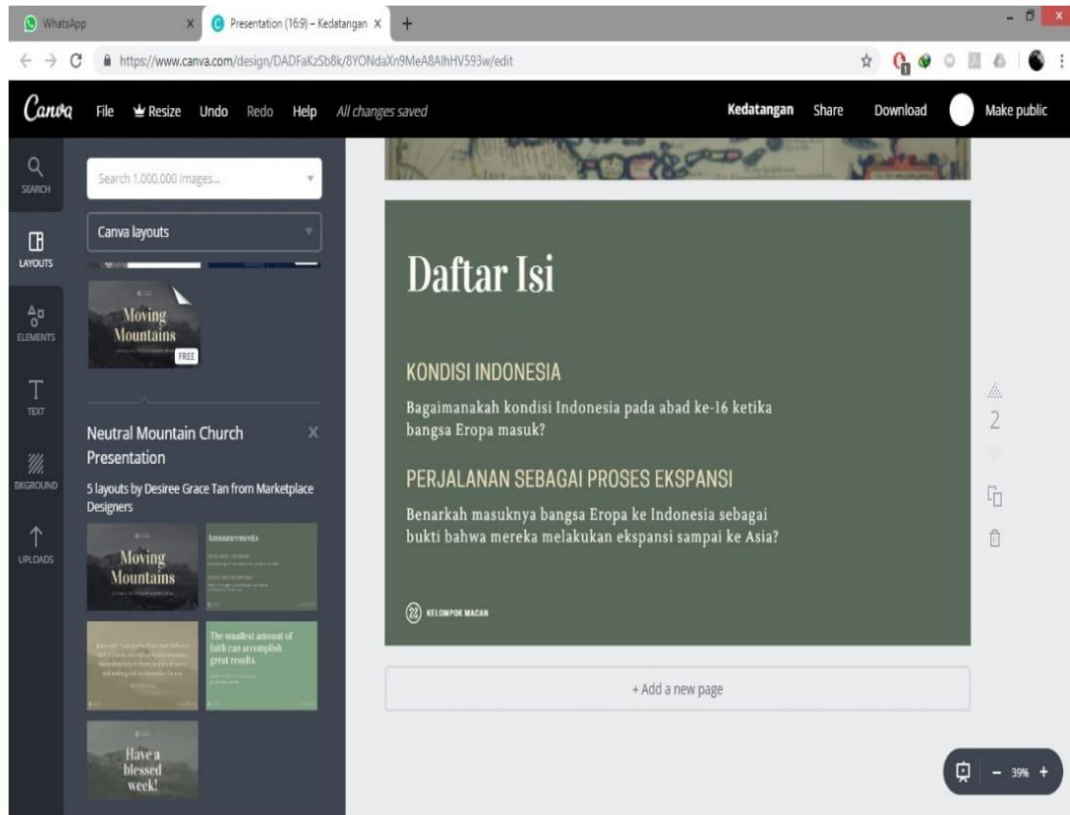 WhatsApp
Presentation (16:9) – Kedatangan
https://www.canva.com/design/DADFaKzSb8k/8YONdaXn9MeA8AlhHV593w/edit
Canva File Resize Undo Redo Help All changes saved Kedatangan Share Download Make public
SEARCH
LAYOUTS
ELEMENTS
TEXT
BKGROUND
UPLOADS
Search 1,000,000 images...
Canva layouts
Moving
Mountains
FREE
Neutral Mountain Church
Presentation
5 layouts by Desiree Grace Tan from Marketplace
Designers
Moving
Mountains
Announcements
The smallest amount of
faith can accomplish
great results.
Have a
blessed
week!
Daftar Isi
KONDISI INDONESIA
Bagaimanakah kondisi Indonesia pada abad ke-16 ketika
bangsa Eropa masuk?
PERJALANAN SEBAGAI PROSES EKSPANSI
Benarkah masuknya bangsa Eropa ke Indonesia sebagai
bukti bahwa mereka melakukan ekspansi sampai ke Asia?
KELOMPOK MACAN
2
+ Add a new page
39%